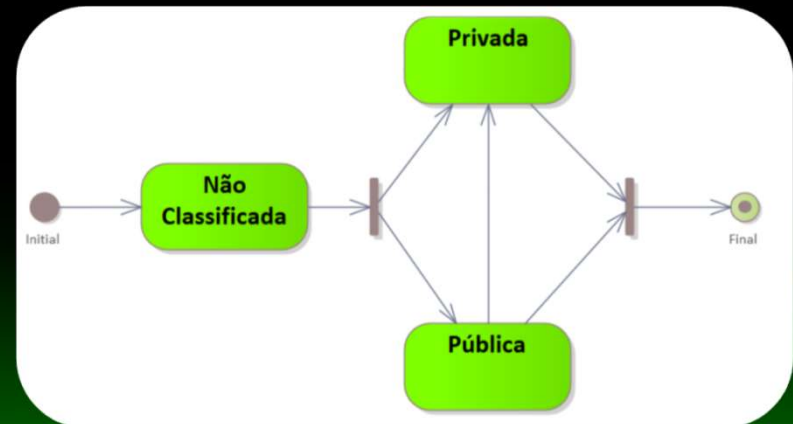 Privada
Não
Classificada
Initial
Final
Pública